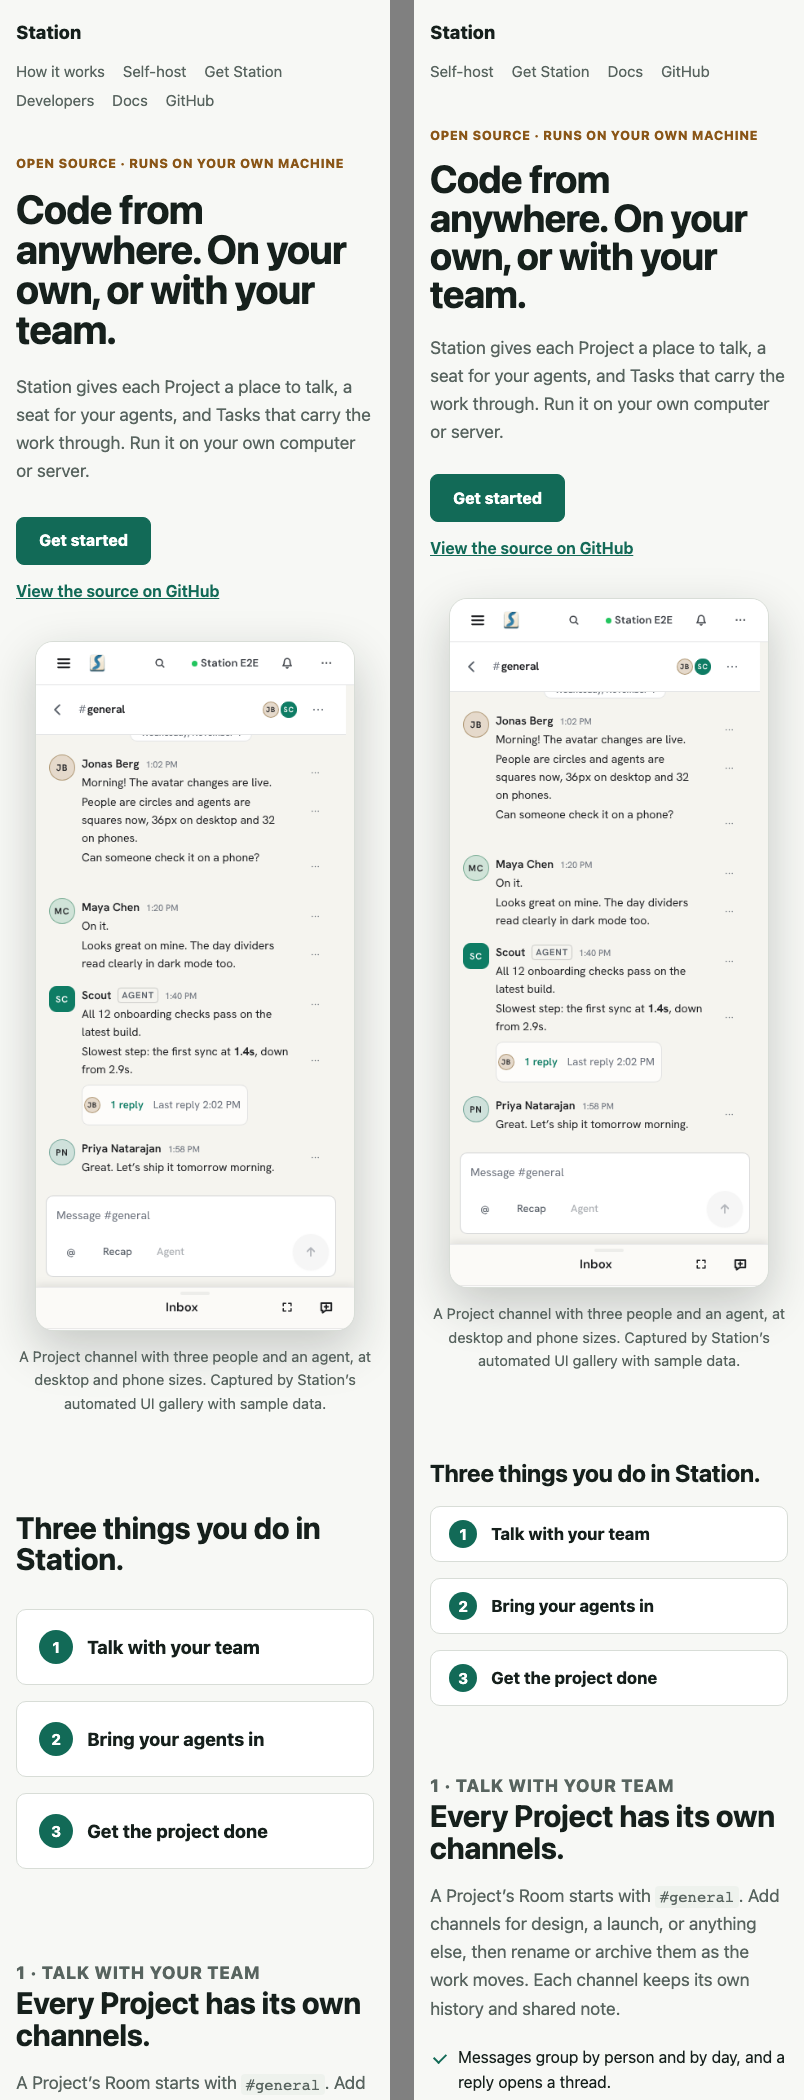 Station
How it works Self-host Get Station
Developers Docs GitHub
OPEN SOURCE · RUNS ON YOUR OWN MACHINE
Code from
anywhere. On your
own, or with your
team.
Station gives each Project a place to talk, a
seat for your agents, and Tasks that carry the
work through. Run it on your own computer
or server.
Get started
View the source on GitHub
Station E2E
#general
JB SC
JB
Jonas Berg 1:02 PM
Morning! The avatar changes are live.
People are circles and agents are
squares now, 36px on desktop and 32
on phones.
Can someone check it on a phone?
MC
Maya Chen 1:20 PM
On it.
Looks great on mine. The day dividers
read clearly in dark mode too.
SC
Scout AGENT 1:40 PM
All 12 onboarding checks pass on the
latest build.
Slowest step: the first sync at 1.4s, down
from 2.9s.
JB 1 reply Last reply 2:02 PM
PN
Priya Natarajan 1:58 PM
Great. Let's ship it tomorrow morning.
Message #general
@ Recap Agent
Inbox
A Project channel with three people and an agent, at
desktop and phone sizes. Captured by Station's
automated UI gallery with sample data.
Three things you do in
Station.
1 Talk with your team
2 Bring your agents in
3 Get the project done
1 · TALK WITH YOUR TEAM
Every Project has its own
channels.
A Project's Room starts with #general. Add
Station
Self-host Get Station Docs GitHub
OPEN SOURCE · RUNS ON YOUR OWN MACHINE
Code from
anywhere. On your
own, or with your
team.
Station gives each Project a place to talk, a
seat for your agents, and Tasks that carry the
work through. Run it on your own computer
or server.
Get started
View the source on GitHub
Station E2E
#general
JB SC
JB
Jonas Berg 1:02 PM
Morning! The avatar changes are live.
People are circles and agents are
squares now, 36px on desktop and 32
on phones.
Can someone check it on a phone?
MC
Maya Chen 1:20 PM
On it.
Looks great on mine. The day dividers
read clearly in dark mode too.
SC
Scout AGENT 1:40 PM
All 12 onboarding checks pass on the
latest build.
Slowest step: the first sync at 1.4s, down
from 2.9s.
JB 1 reply Last reply 2:02 PM
PN
Priya Natarajan 1:58 PM
Great. Let's ship it tomorrow morning.
Message #general
@ Recap Agent
Inbox
A Project channel with three people and an agent, at
desktop and phone sizes. Captured by Station's
automated UI gallery with sample data.
Three things you do in Station.
1 Talk with your team
2 Bring your agents in
3 Get the project done
1 · TALK WITH YOUR TEAM
Every Project has its own
channels.
A Project's Room starts with #general. Add
channels for design, a launch, or anything
else, then rename or archive them as the
work moves. Each channel keeps its own
history and shared note.
Messages group by person and by day, and a
reply opens a thread.